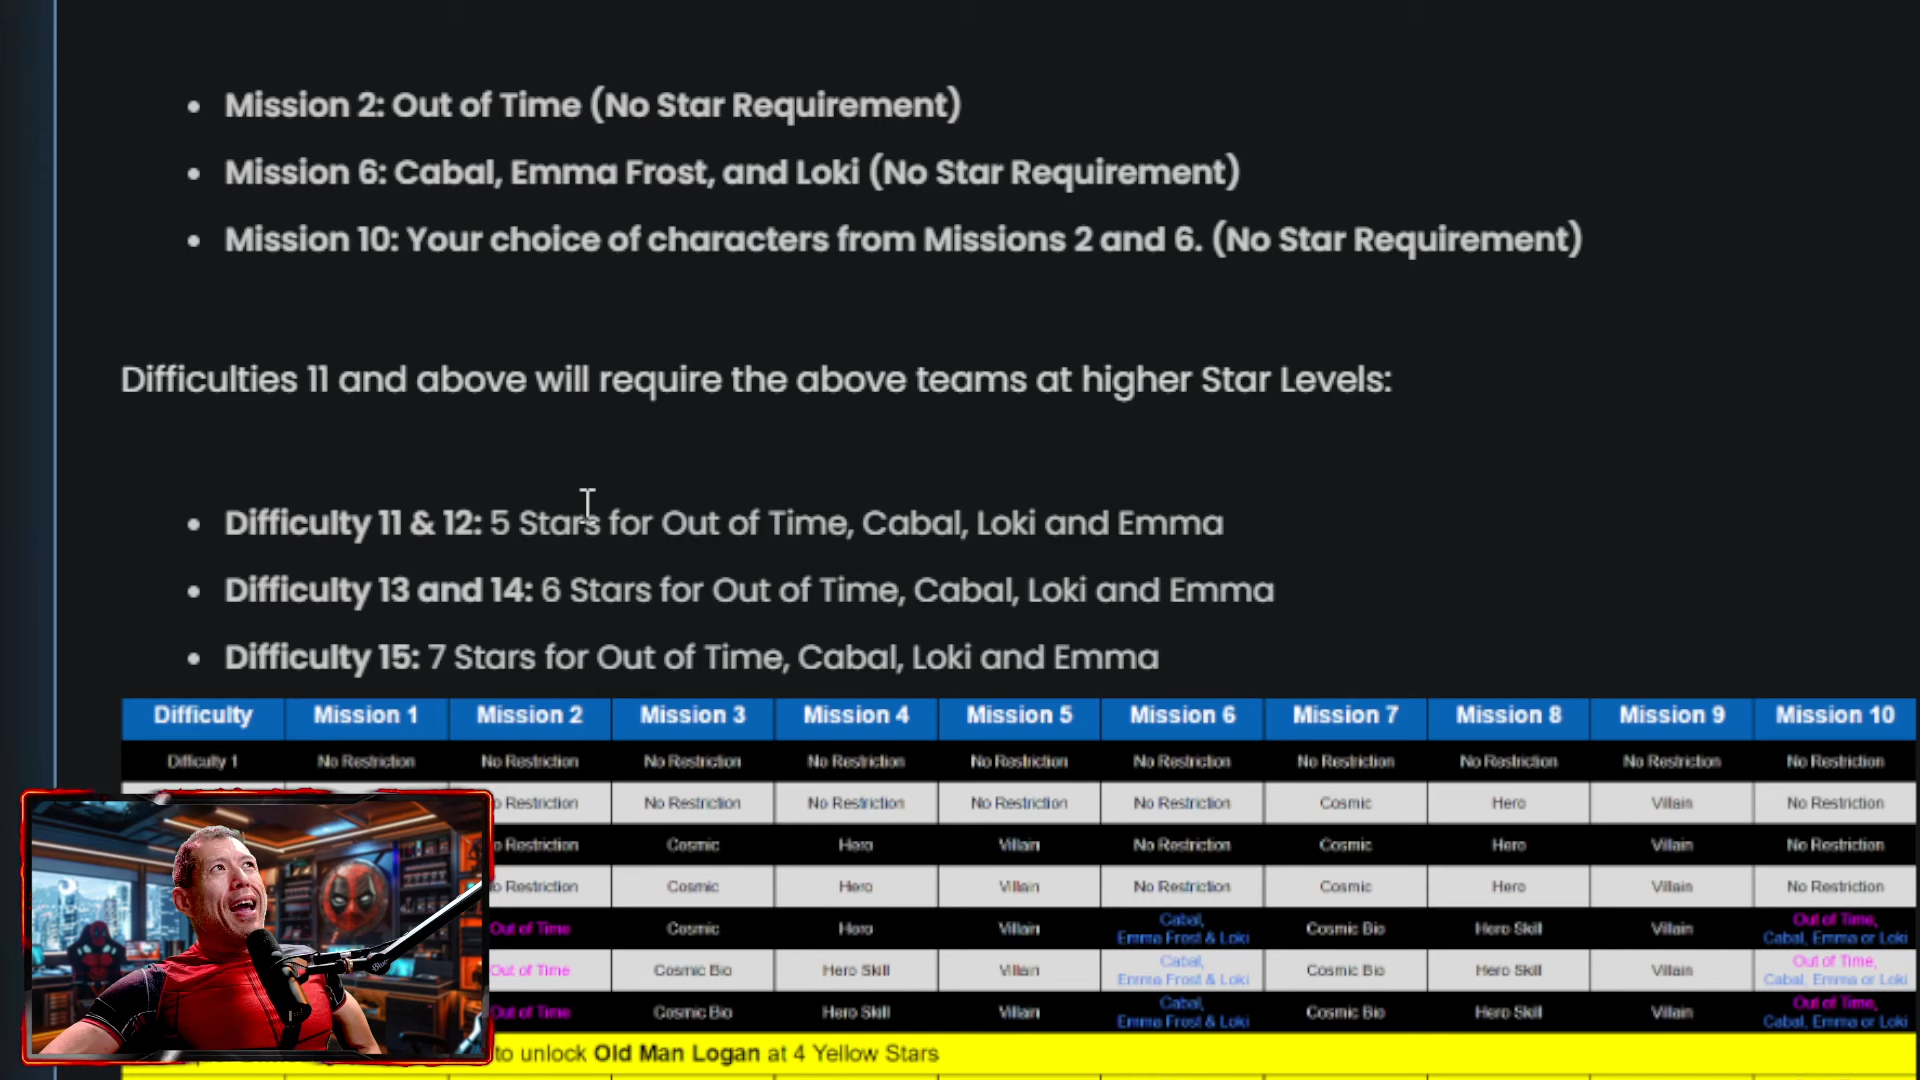 Mission 2: Out of Time (No Star Requirement)
Mission 6: Cabal, Emma Frost, and Loki (No Star Requirement)
Mission 10: Your choice of characters from Missions 2 and 6. (No Star Requirement)
Difficulties 11 and above will require the above teams at higher Star Levels:
Difficulty 11 & 12: 5 Stars for Out of Time, Cabal, Loki and Emma
Difficulty 13 and 14: 6 Stars for Out of Time, Cabal, Loki and Emma
Difficulty 15: 7 Stars for Out of Time, Cabal, Loki and Emma
Difficulty Mission 1 Mission 2 Mission 3 Mission 4 Mission 5 Mission 6 Mission 7 Mission 8 Mission 9 Mission 10
Difficulty 1 No Restriction No Restriction No Restriction No Restriction No Restriction No Restriction No Restriction No Restriction No Restriction No Restriction
o Restriction No Restriction No Restriction No Restriction No Restriction Cosmic Hero Villain No Restriction
o Restriction Cosmic Hero Villain No Restriction Cosmic Hero Villain No Restriction
o Restriction Cosmic Hero Villain No Restriction Cosmic Hero Villain No Restriction
Out of Time Cosmic Hero Villain Cabal, Emma Frost & Loki Cosmic Bio Hero Skill Villain Out of Time, Cabal, Emma or Loki
Out of Time Cosmic Bio Hero Skill Villain Cabal, Emma Frost & Loki Cosmic Bio Hero Skill Villain Out of Time, Cabal, Emma or Loki
Out of Time Cosmic Bio Hero Skill Villain Cabal, Emma Frost & Loki Cosmic Bio Hero Skill Villain Out of Time, Cabal, Emma or Loki
to unlock Old Man Logan at 4 Yellow Stars
Blue